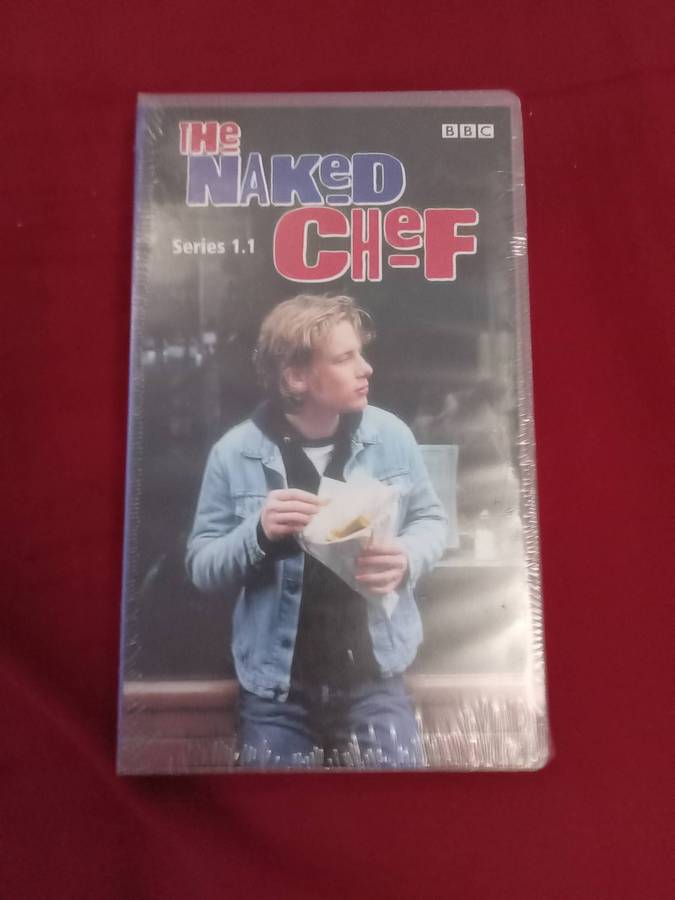 THe
BBC
NAKeD
CHeF
Series 1.1